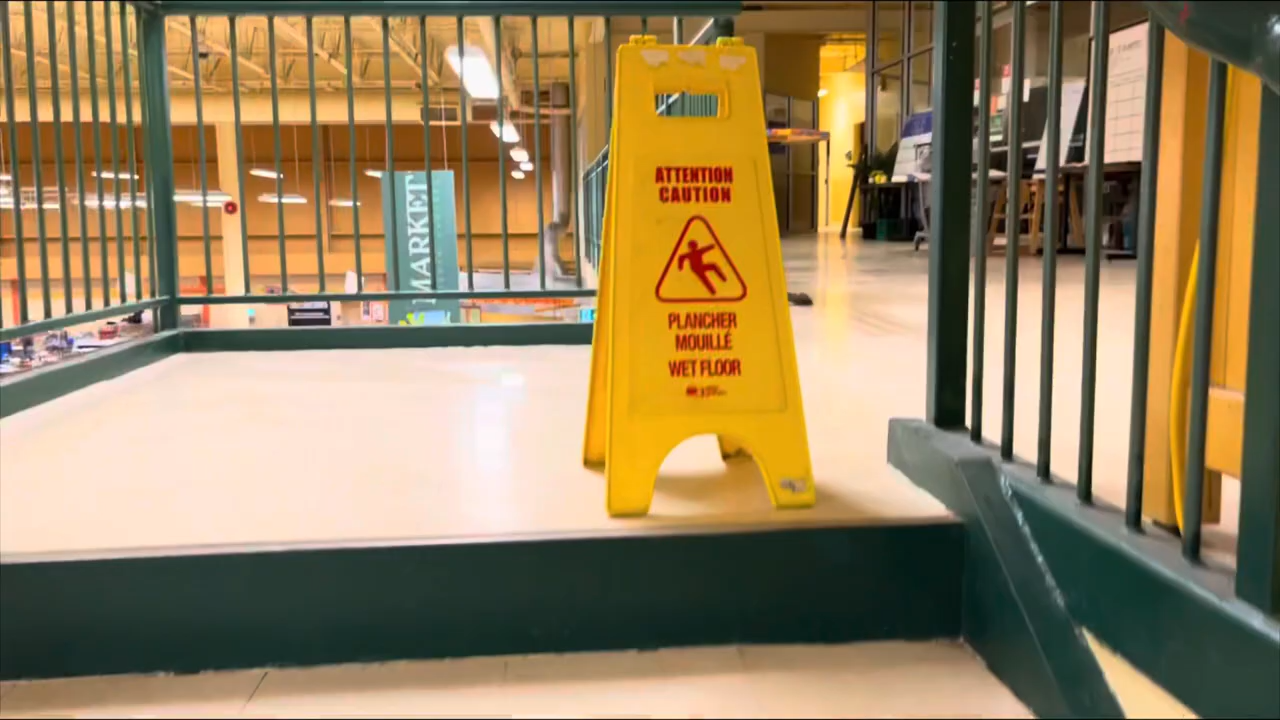 ATTENTION
CAUTION
PLANCHER
MOUILLÉ
WET FLOOR
MARKET